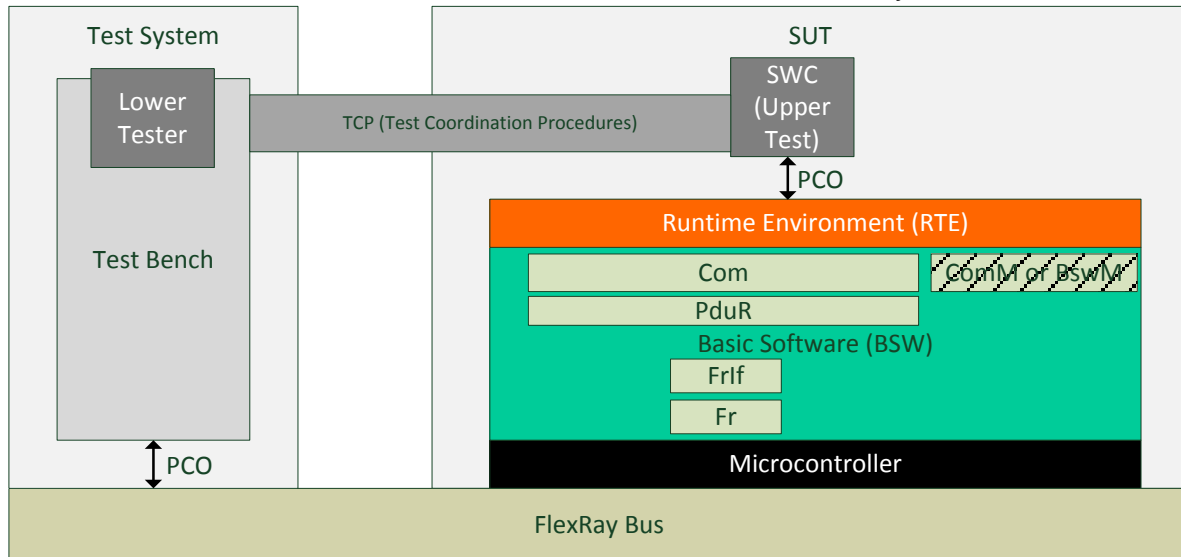 Test System
SUT
Lower
Tester
SWC
(Upper
Test)
TCP (Test Coordination Procedures)
PCO
Runtime Environment (RTE)
Test Bench
Com
ComM or BswM
PduR
Basic Software (BSW)
FrIf
Fr
PCO
Microcontroller
FlexRay Bus